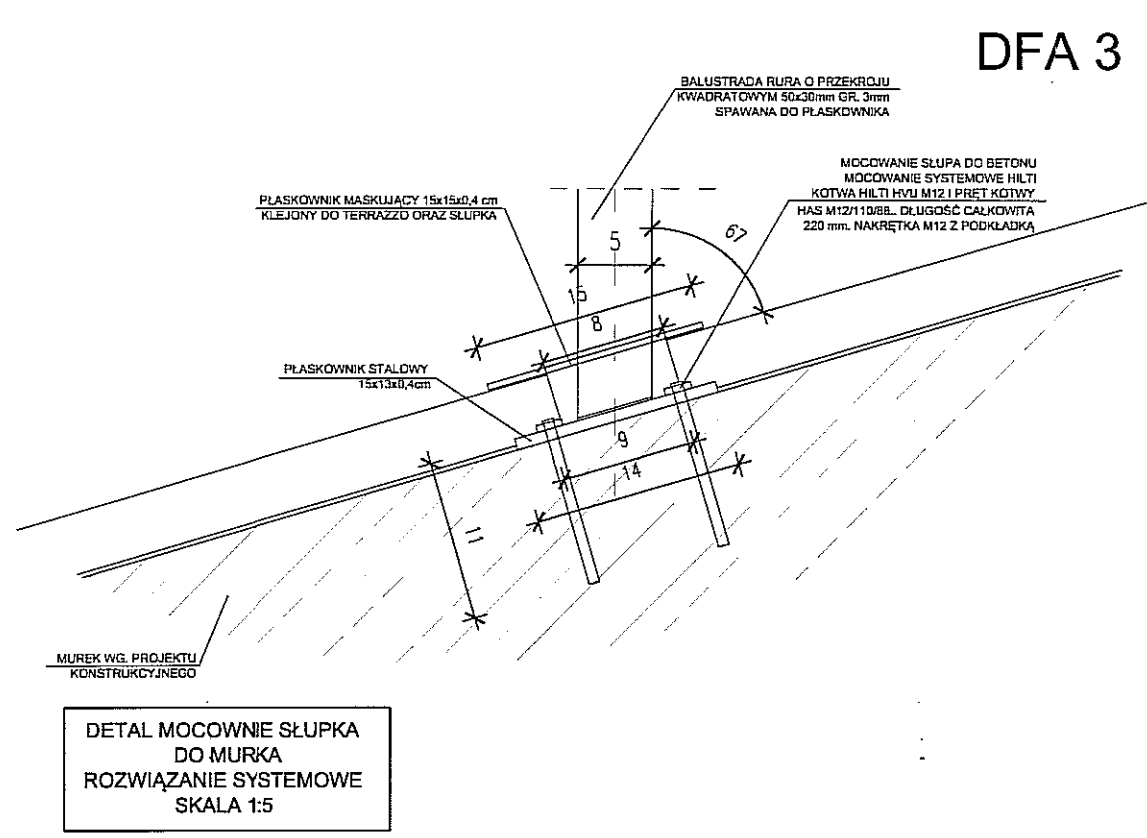 DFA 3
BALUSTRADA RURA O PRZEKROJU
KWADRATOWYM 50x30mm GR. 3mm
SPAWANA DO PŁASKOWNIKA
MOCOWANIE SŁUPA DO BETONU
MOCOWANIE SYSTEMOWE HILTI
KOTWA HILTI HVU M12 I PRĘT KOTWY
HAS M12/110/88.. DŁUGOŚĆ CAŁKOWITA
220 mm. NAKRĘTKA M12 Z PODKŁADKĄ
PŁASKOWNIK MASKUJĄCY 15x15x0,4 cm
KLEJONY DO TERRAZZO ORAZ SŁUPKA
5
67
15
8
PŁASKOWNIK STALOWY
15x13x0,4cm
9
14
11
MUREK WG. PROJEKTU
KONSTRUKCYJNEGO
DETAL MOCOWNIE SŁUPKA
DO MURKA
ROZWIĄZANIE SYSTEMOWE
SKALA 1:5